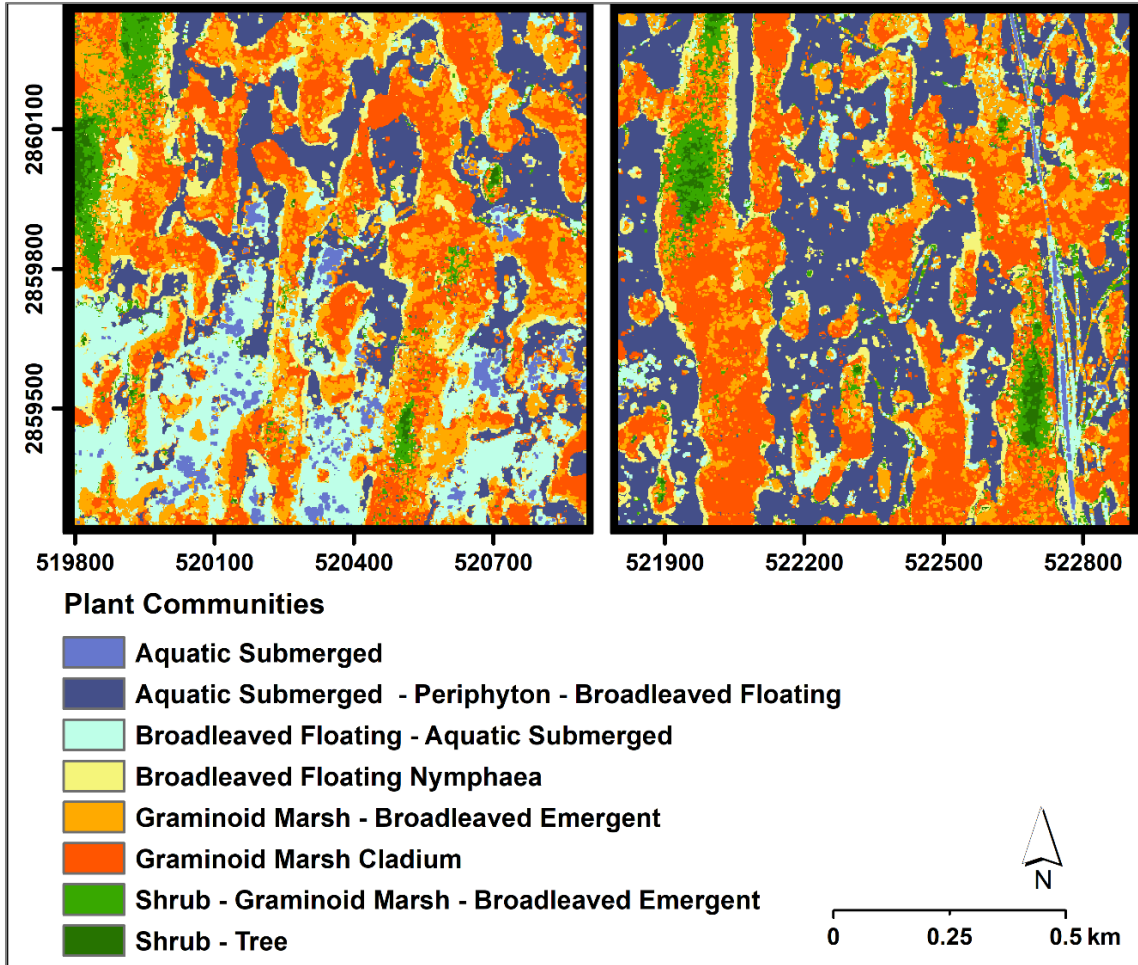 2860100
2859800
2859500
519800 520100 520400 520700 521900 522200 522500 522800
Plant Communities
Aquatic Submerged
Aquatic Submerged - Periphyton - Broadleaved Floating
Broadleaved Floating - Aquatic Submerged
Broadleaved Floating Nymphaea
Graminoid Marsh - Broadleaved Emergent
Graminoid Marsh Cladium
Shrub - Graminoid Marsh - Broadleaved Emergent
Shrub - Tree
N
0 0.25 0.5 km